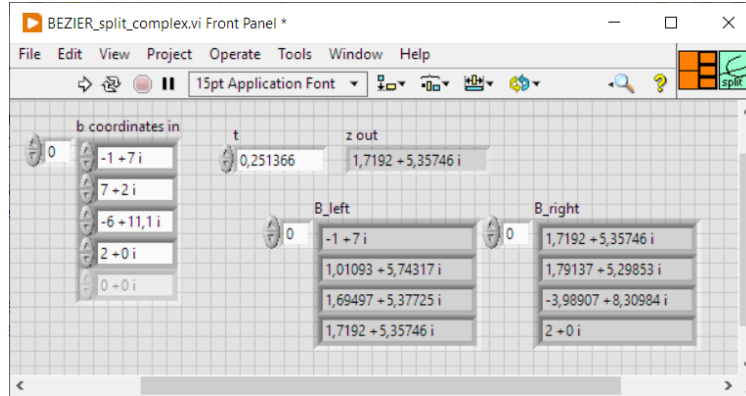 BEZIER_split_complex.vi Front Panel *
File Edit View Project Operate Tools Window Help
15pt Application Font
split
b coordinates in
t
z out
0
-1 +7 i
0,251366
1,7192 +5,35746 i
7 +2 i
-6 +11,1 i
2 +0 i
0 +0 i
B_left
B_right
0
-1 +7 i
0
1,7192 +5,35746 i
1,01093 +5,74317 i
1,79137 +5,29853 i
1,69497 +5,37725 i
-3,98907 +8,30984 i
1,7192 +5,35746 i
2 +0 i